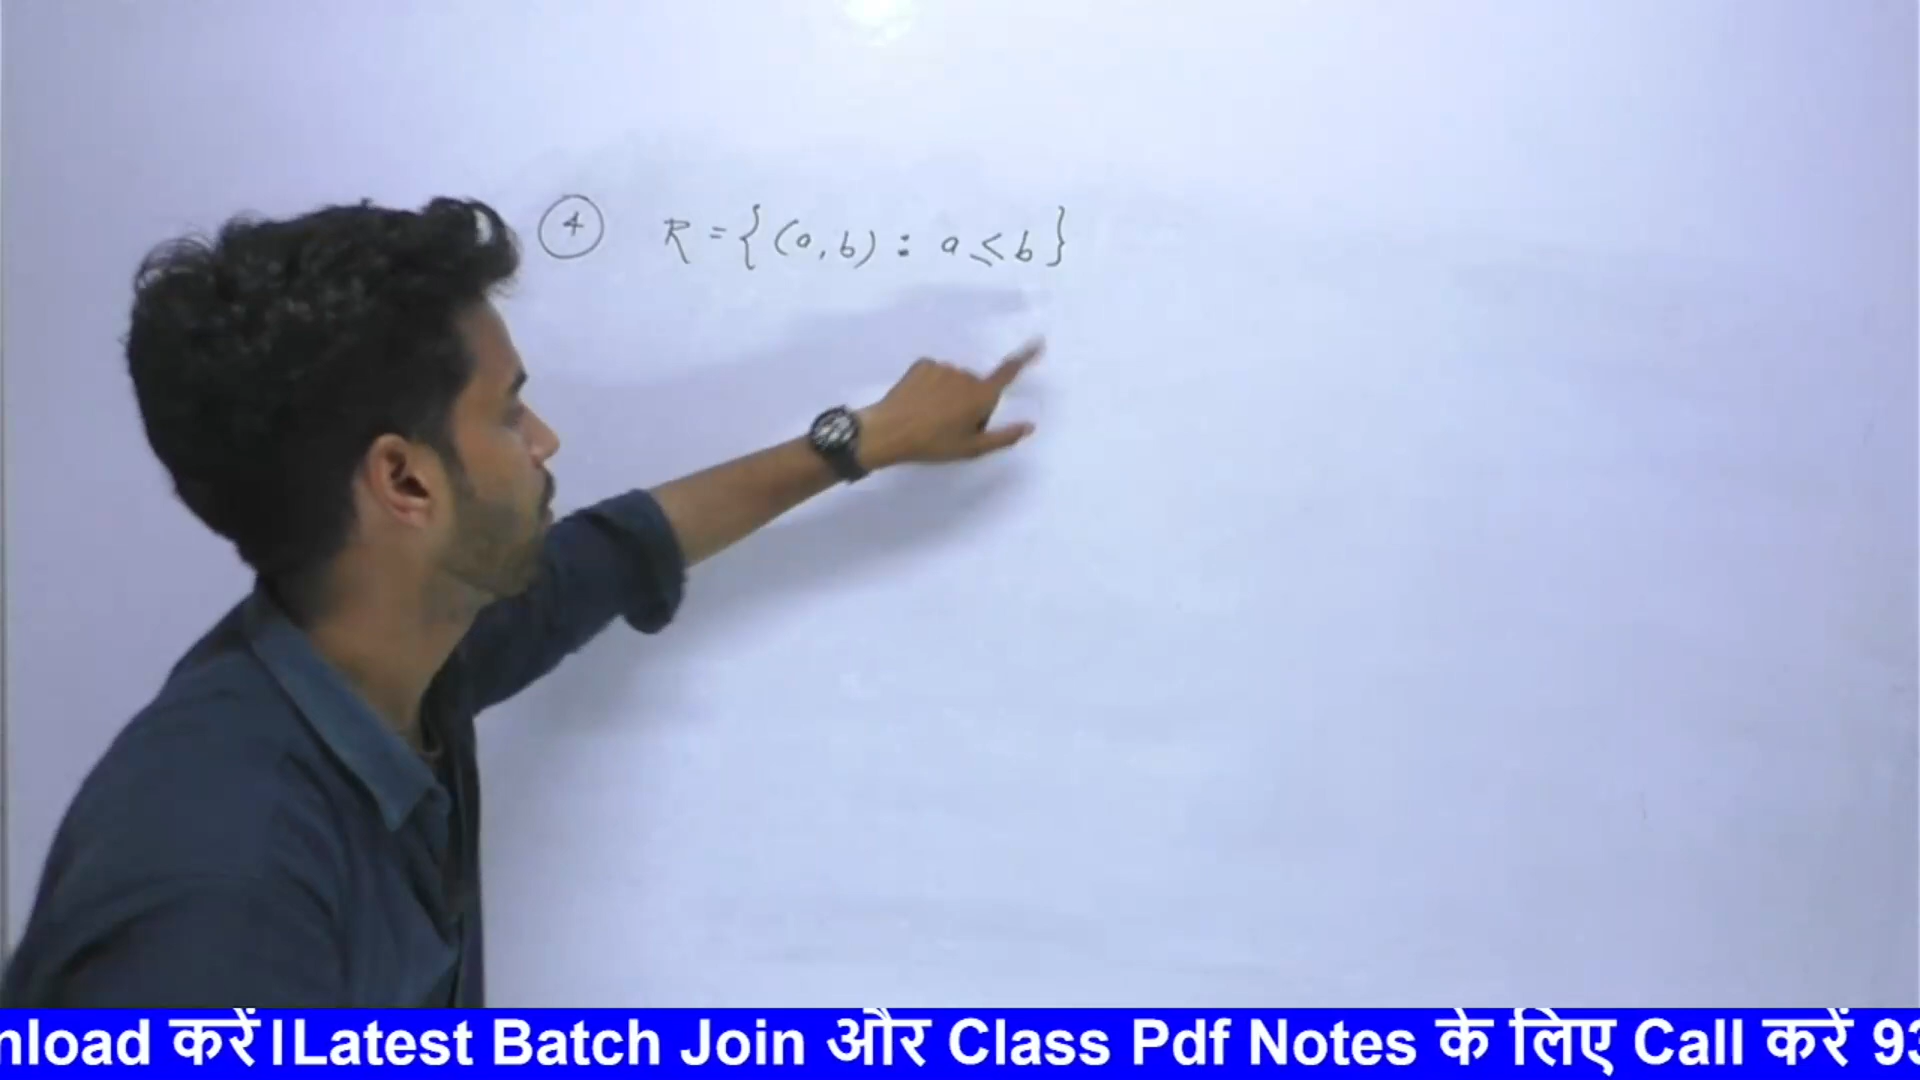 ④ R = {(a, b) : a ≤ b}
nload करें।Latest Batch Join और Class Pdf Notes के लिए Call करें 93